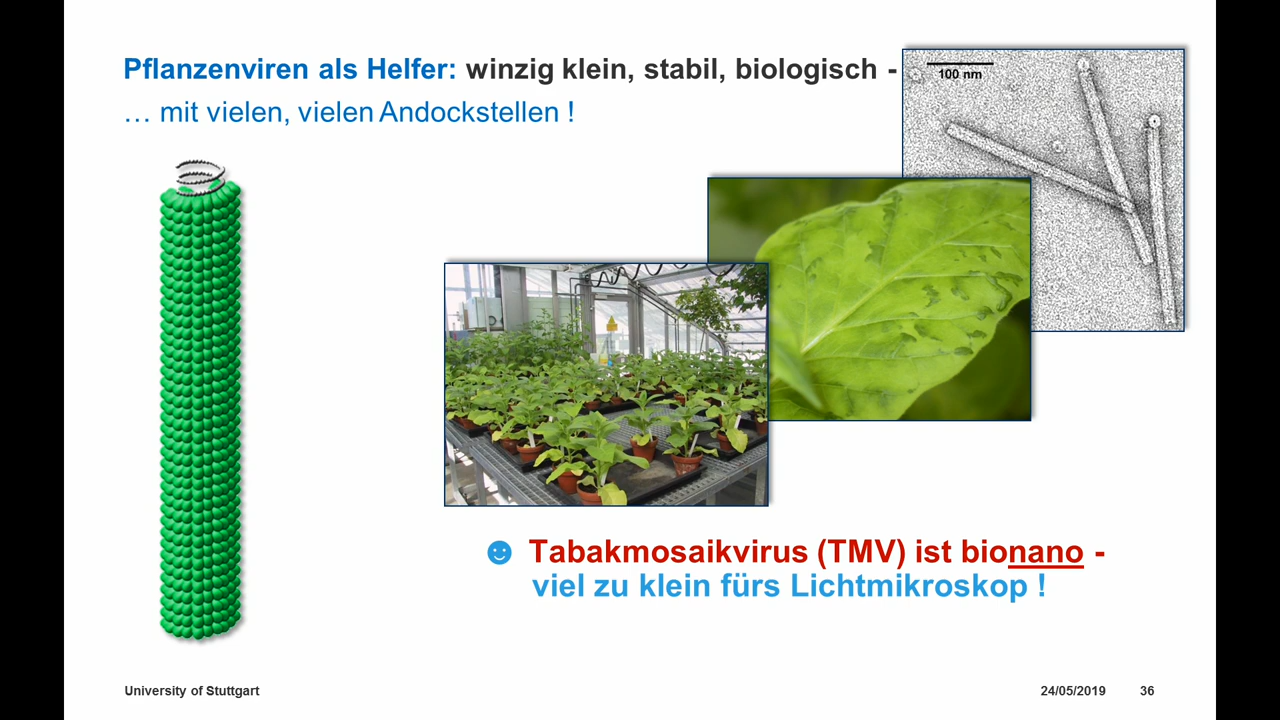 Pflanzenviren als Helfer: winzig klein, stabil, biologisch -
… mit vielen, vielen Andockstellen !
100 nm
☻ Tabakmosaikvirus (TMV) ist bionano -
viel zu klein fürs Lichtmikroskop !
University of Stuttgart
24/05/2019 36